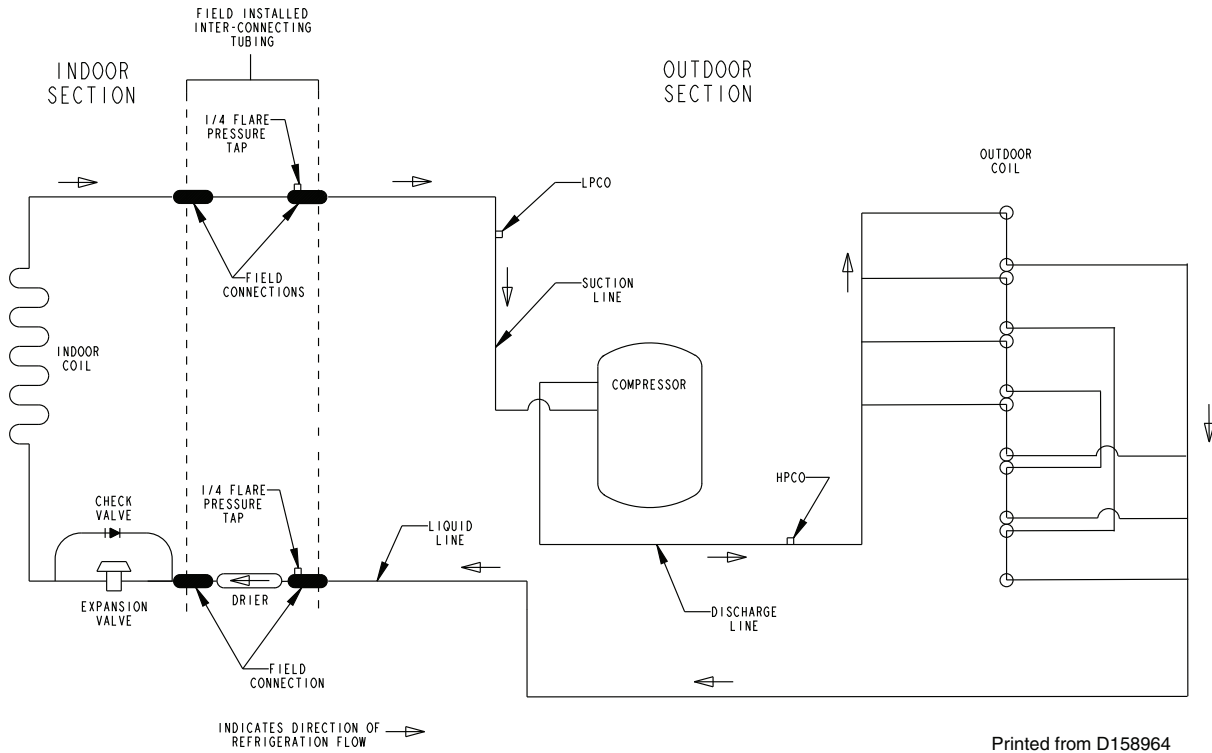 FIELD INSTALLED
INTER-CONNECTING
TUBING
INDOOR
SECTION
OUTDOOR
SECTION
1/4 FLARE
PRESSURE
TAP
OUTDOOR
COIL
LPCO
FIELD
CONNECTIONS
SUCTION
LINE
INDOOR
COIL
COMPRESSOR
CHECK
VALVE
1/4 FLARE
PRESSURE
TAP
HPCO
LIQUID
LINE
EXPANSION
VALVE
DRIER
DISCHARGE
LINE
FIELD
CONNECTION
INDICATES DIRECTION OF
REFRIGERATION FLOW
Printed from D158964